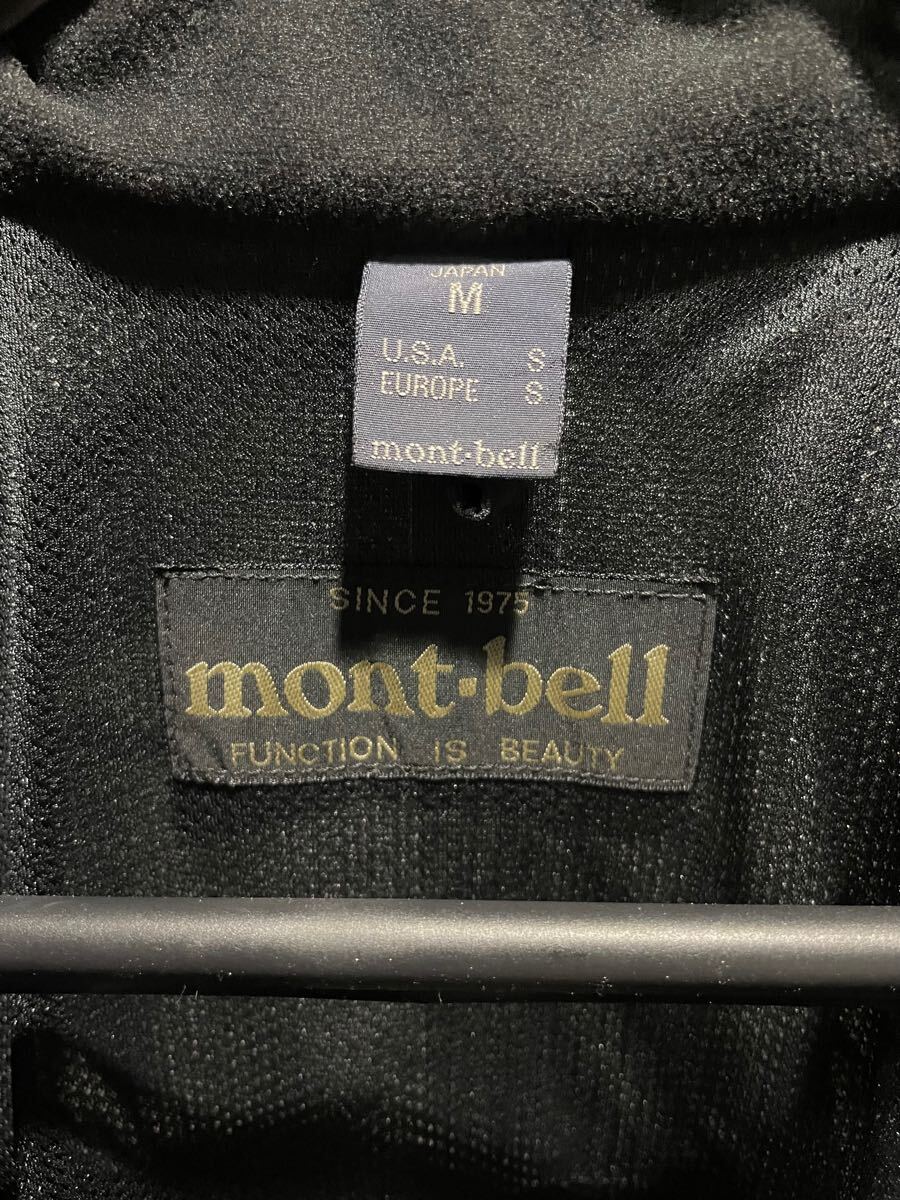 JAPAN
M
U.S.A. S
EUROPE S
mont-bell
SINCE 1975
mont-bell
FUNCTION IS BEAUTY